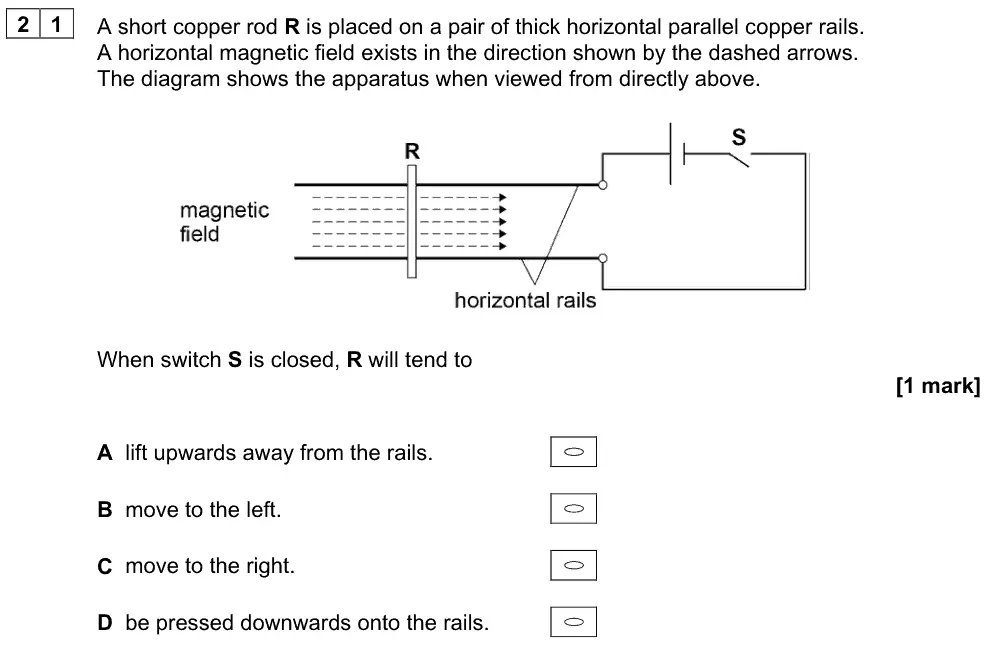 2 1
A short copper rod R is placed on a pair of thick horizontal parallel copper rails.
A horizontal magnetic field exists in the direction shown by the dashed arrows.
The diagram shows the apparatus when viewed from directly above.
S
R
magnetic
field
horizontal rails
When switch S is closed, R will tend to
[1 mark]
A lift upwards away from the rails.
B move to the left.
C move to the right.
D be pressed downwards onto the rails.